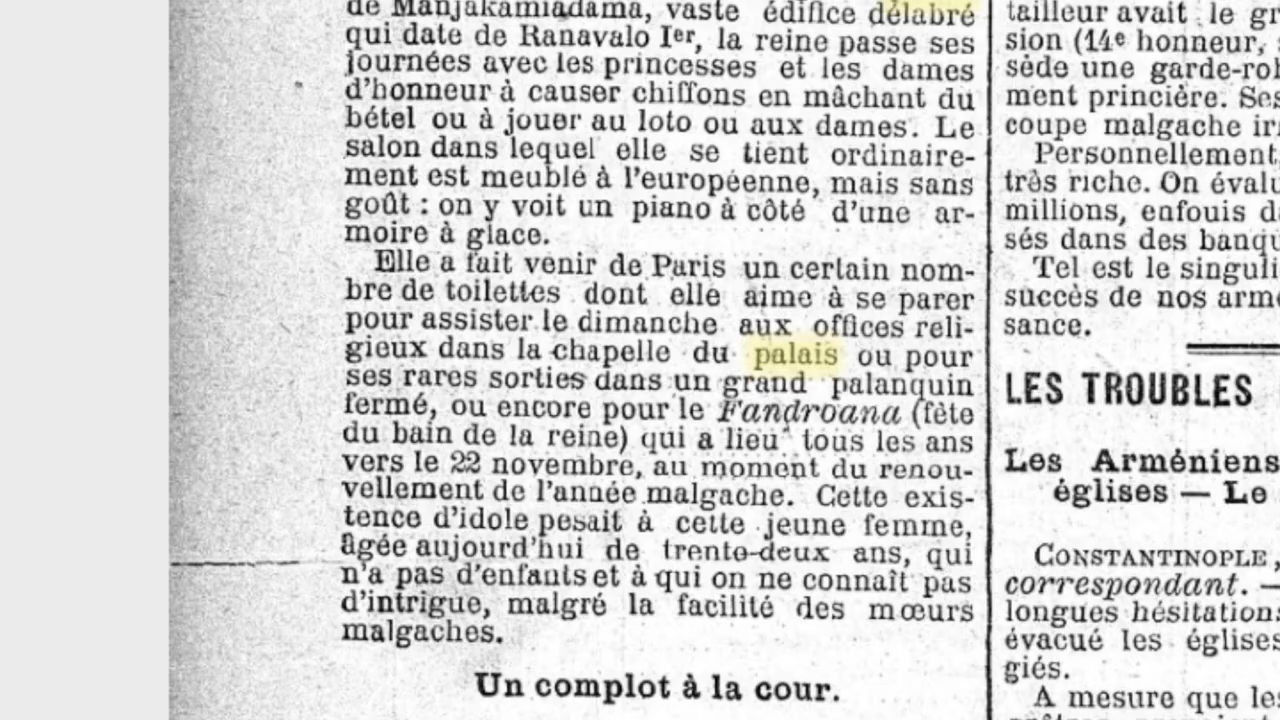 de Manjakamiadama, vaste édifice délabré
qui date de Ranavalo Iᵉʳ, la reine passe ses
journées avec les princesses et les dames
d'honneur à causer chiffons en mâchant du
bétel ou à jouer au loto ou aux dames. Le
salon dans lequel elle se tient ordinaire-
ment est meublé à l'européenne, mais sans
goût : on y voit un piano à côté d'une ar-
moire à glace.
Elle a fait venir de Paris un certain nom-
bre de toilettes dont elle aime à se parer
pour assister le dimanche aux offices reli-
gieux dans la chapelle du palais ou pour
ses rares sorties dans un grand palanquin
fermé, ou encore pour le Fandroana (fête
du bain de la reine) qui a lieu tous les ans
vers le 22 novembre, au moment du renou-
vellement de l'année malgache. Cette exis-
tence d'idole pesait à cette jeune femme,
âgée aujourd'hui de trente-deux ans, qui
n'a pas d'enfants et à qui on ne connaît pas
d'intrigue, malgré la facilité des mœurs
malgaches.
Un complot à la cour.
tailleur avait le gr
sion (14ᵉ honneur,
sède une garde-rob
ment princière. Ses
coupe malgache ir
Personnellement
très riche. On évalu
millions, enfouis d
sés dans des banqu
Tel est le singuli
succès de nos arme
sance.
LES TROUBLES
Les Arméniens
églises — Le
CONSTANTINOPLE,
correspondant. —
longues hésitations
évacué les églises
giés.
A mesure que les